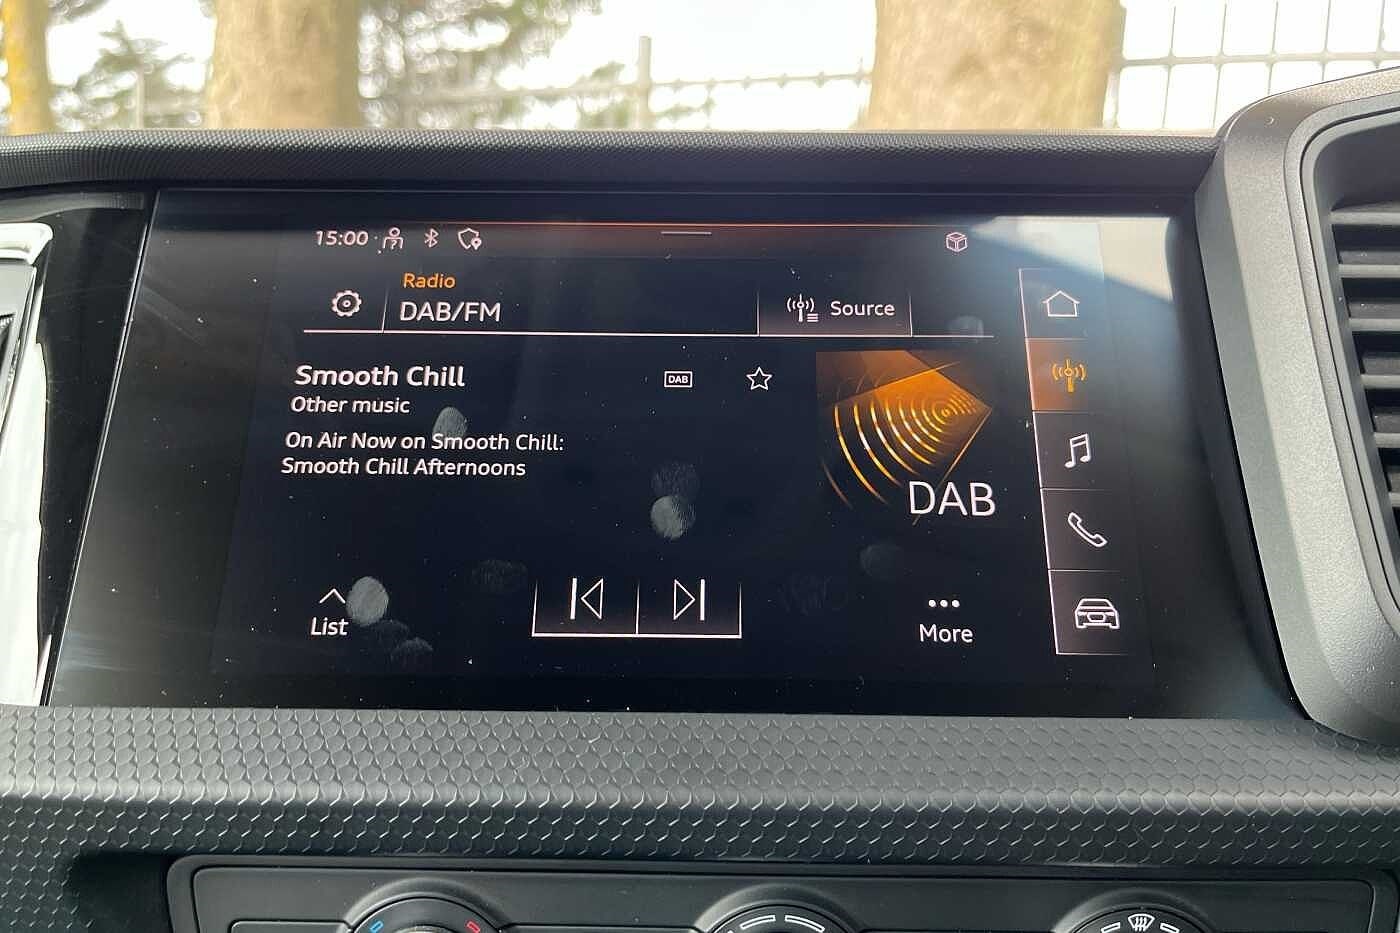 15:00
Radio
DAB/FM
Source
Smooth Chill
DAB
Other music
On Air Now on Smooth Chill:
Smooth Chill Afternoons
DAB
List
More